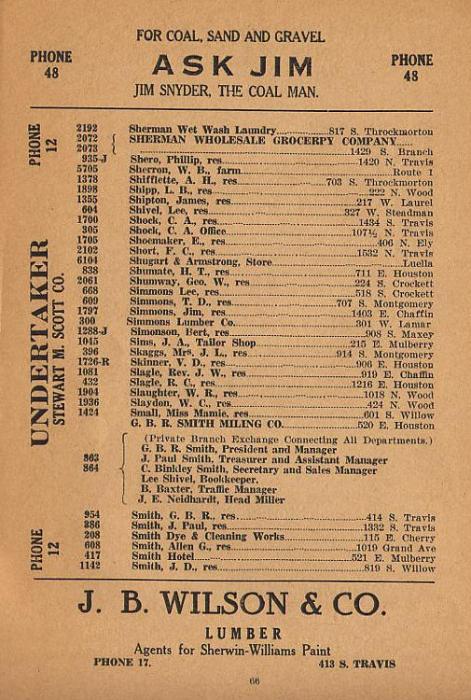 FOR COAL, SAND AND GRAVEL
PHONE 48 ASK JIM PHONE 48
JIM SNYDER, THE COAL MAN.
PHONE 12
UNDERTAKER
STEWART M. SCOTT CO.
PHONE 12
2192 Sherman Wet Wash Laundry 817 S. Throckmorton
2072 SHERMAN WHOLESALE GROCERPY COMPANY
2073 1429 S. Branch
935-J Shero, Phillip, res 1420 N. Travis
5705 Sherron, W. B., farm Route 1
1378 Shifflette, A. H., res 703 S. Throckmorton
1898 Shipp, L. B., res 222 N. Wood
1355 Shipton, James, res 217 W. Laurel
604 Shivel, Lee, res 327 W. Steadman
1700 Shock, C. A., res 1434 S. Travis
305 Shock, C. A. Office 107½ N. Travis
1705 Shoemaker, E., res 406 N. Ely
2102 Short, F. C., res 1532 N. Travis
6104 Shugart & Armstrong, Store Luella
838 Shumate, H. T., res 711 E. Houston
2061 Shumway, Geo. W., res 224 S. Crockett
668 Simmons Lee, res 518 S. Crockett
609 Simmons, T. D., res 707 S. Montgomery
1797 Simmons, Jim, res 1403 E. Chaffin
300 Simmons Lumber Co. 301 W. Lamar
1288-J Simonson, Bert, res 908 S. Maxey
1045 Sims, J. A., Tailor Shop 215 E. Mulberry
396 Skaggs, Mrs. J. L., res 914 S. Montgomery
1726-R Skinner, V. D., res 906 E. Houston
1081 Slagle, Rev. J. W., res 919 E. Chaffin
432 Slagle, R. C., res 1216 E. Houston
1904 Slaughter, W. R., res 1018 N. Wood
1936 Slaydon, W. C., res 424 N. Wood
1424 Small, Miss Mamie, res 601 S. Willow
G. B. R. SMITH MILING CO. 520 E. Houston
(Private Branch Exchange Connecting All Departments.)
G. B. R. Smith, President and Manager
863 J. Paul Smith, Treasurer and Assistant Manager
864 C. Binkley Smith, Secretary and Sales Manager
Lee Shivel, Bookkeeper.
B. Baxter, Traffic Manager
J. E. Neidhardt, Head Miller
954 Smith, G. B. R., res 414 S. Travis
886 Smith, J. Paul, res 1332 S. Travis
208 Smith Dye & Cleaning Works 115 E. Cherry
608 Smith, Allen G., res 1019 Grand Ave
417 Smith Hotel 521 E. Mulberry
1142 Smith, J. D., res 819 S. Willow
J. B. WILSON & CO.
LUMBER
Agents for Sherwin-Williams Paint
PHONE 17. 413 S. TRAVIS
66